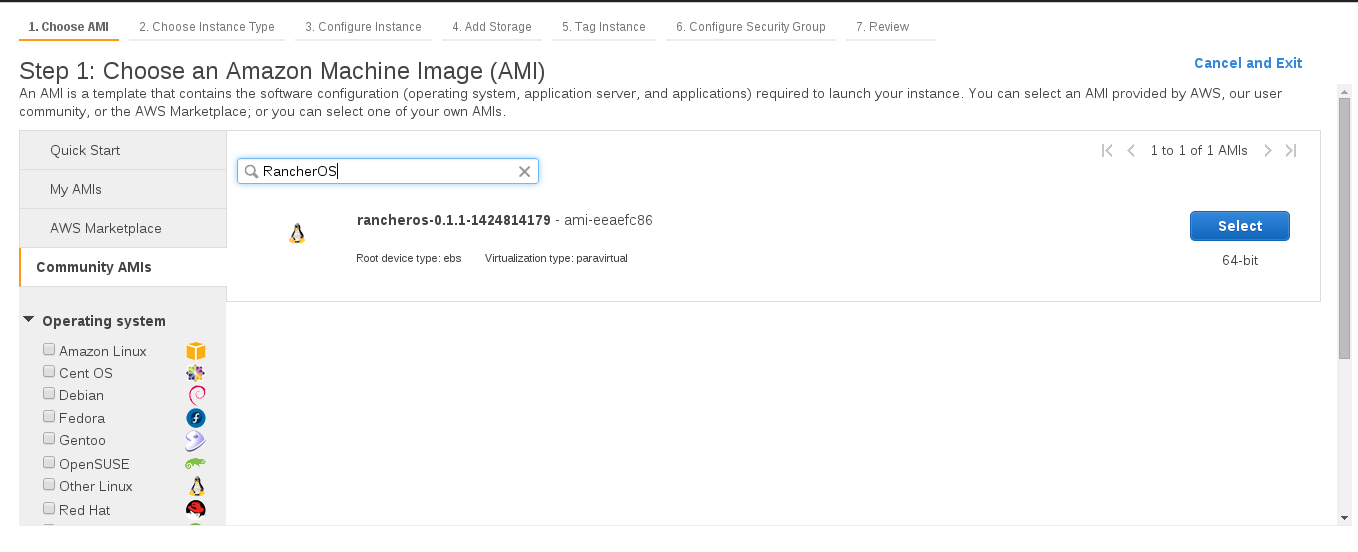 1. Choose AMI 2. Choose Instance Type 3. Configure Instance 4. Add Storage 5. Tag Instance 6. Configure Security Group 7. Review
Step 1: Choose an Amazon Machine Image (AMI)
Cancel and Exit
An AMI is a template that contains the software configuration (operating system, application server, and applications) required to launch your instance. You can select an AMI provided by AWS, our user
community, or the AWS Marketplace; or you can select one of your own AMIs.
Quick Start
My AMIs
AWS Marketplace
Community AMIs
Operating system
Amazon Linux
Cent OS
Debian
Fedora
Gentoo
OpenSUSE
Other Linux
Red Hat
1 to 1 of 1 AMIs
RancherOS
rancheros-0.1.1-1424814179 - ami-eeaefc86
Root device type: ebs Virtualization type: paravirtual
Select
64-bit